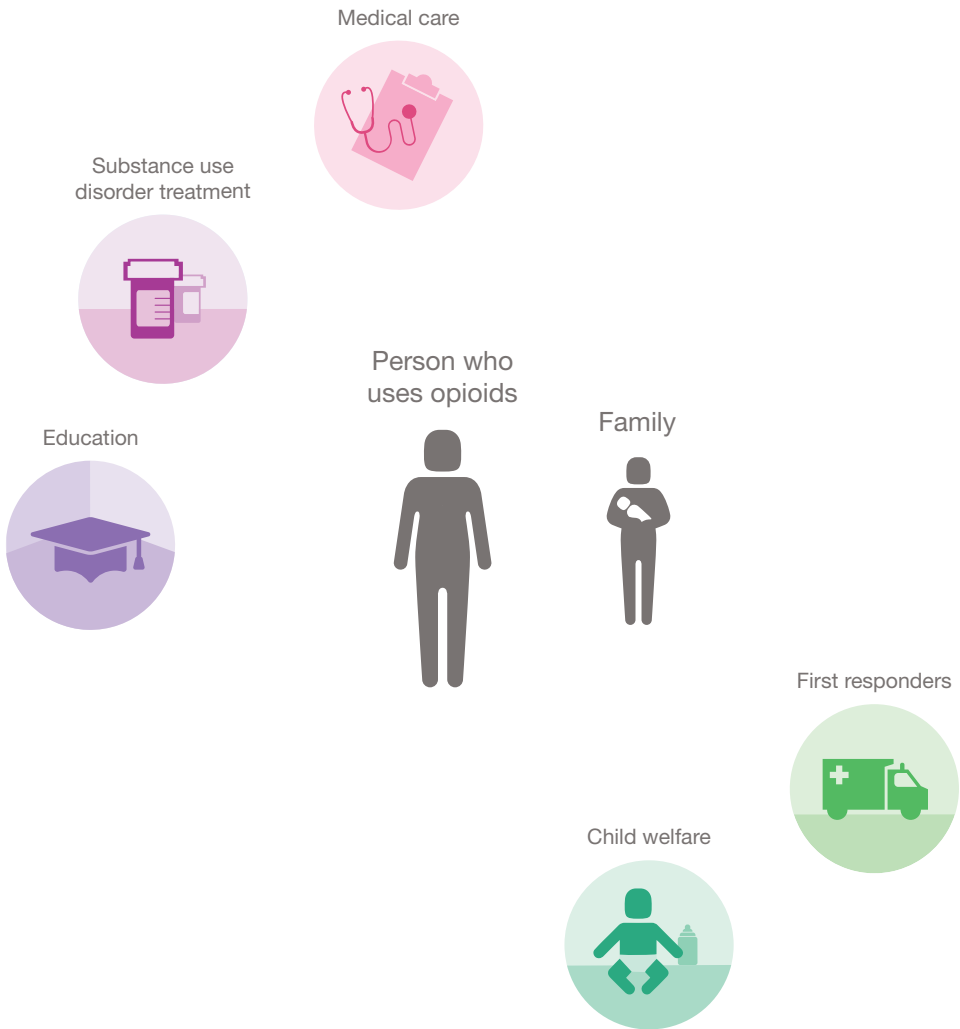 Medical care
Substance use
disorder treatment
Person who
uses opioids
Family
Education
First responders
Child welfare